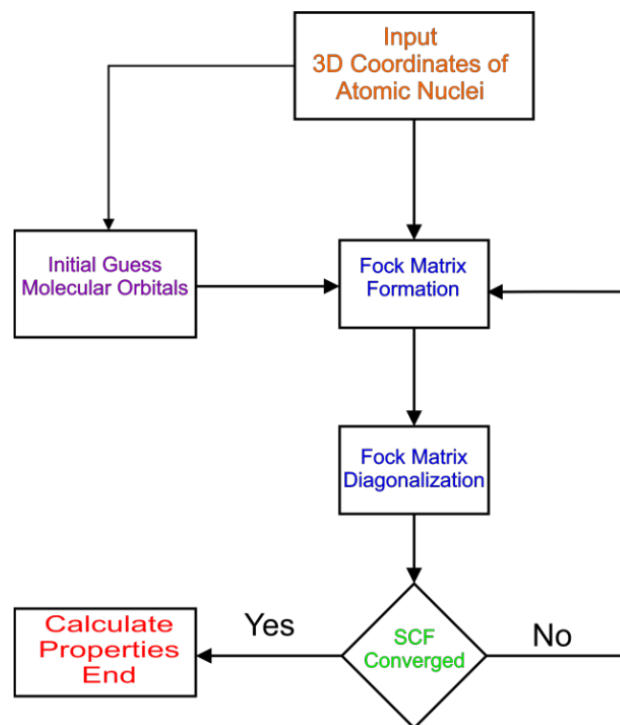 Input
3D Coordinates of
Atomic Nuclei
Initial Guess
Molecular Orbitals
Fock Matrix
Formation
Fock Matrix
Diagonalization
SCF
Converged
Yes
No
Calculate
Properties
End